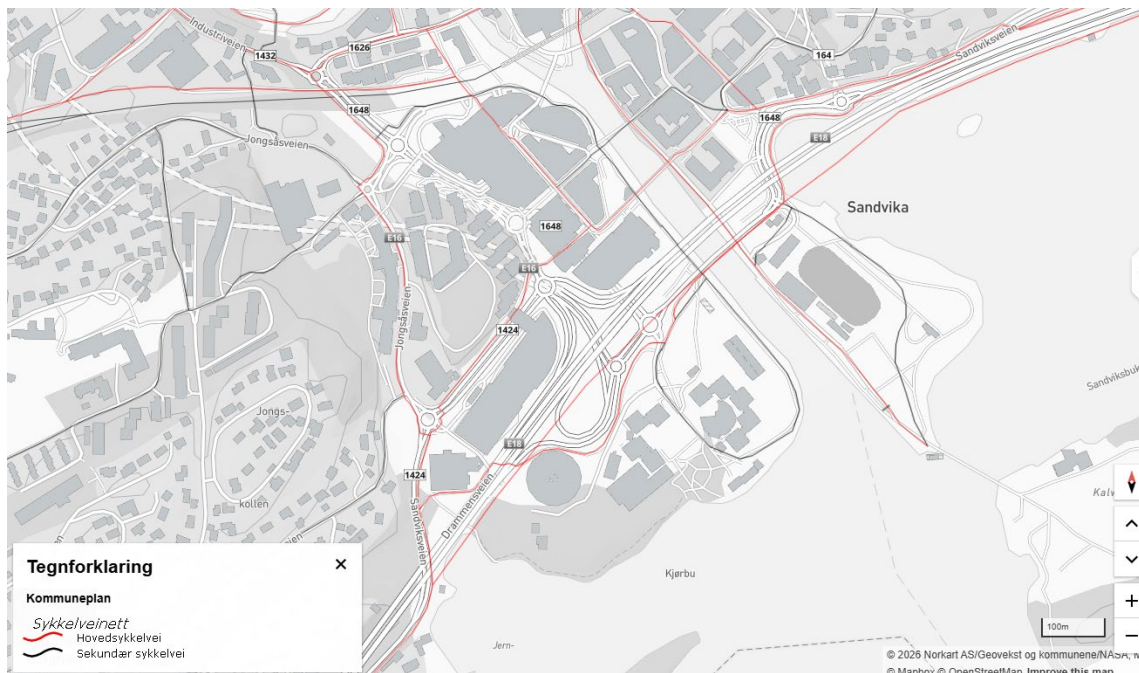 Industriveien
1626
1432
164
Sandviksveien
1648
1648
E18
Jongsåsveien
Sandvika
1648
E16
E16
1424
Jongsåsveien
Sandviksbuk
Jongs-
kollen
E18
1424
Drammensveien
Sandviksveien
Kalv
Kjørbu
Jern-
Tegnforklaring
×
Kommuneplan
Sykkelveinett
Hovedsykkelvei
Sekundær sykkelvei
+
−
100m
© 2026 Norkart AS/Geovekst og kommunene/NASA, M
© Mapbox © OpenStreetMap Improve this map